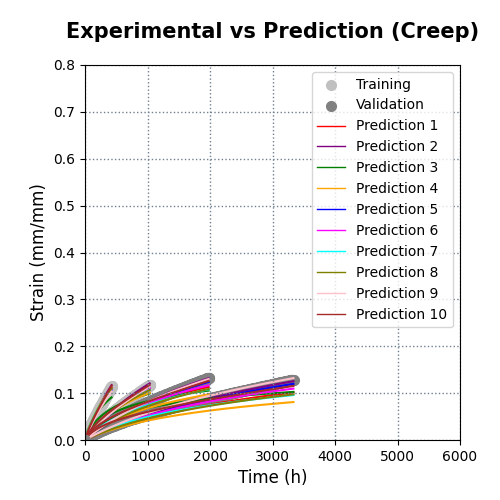 Experimental vs Prediction (Creep)
0.8
0.7
0.6
0.5
0.4
0.3
0.2
0.1
0.0
Strain (mm/mm)
Training
Validation
Prediction 1
Prediction 2
Prediction 3
Prediction 4
Prediction 5
Prediction 6
Prediction 7
Prediction 8
Prediction 9
Prediction 10
0 1000 2000 3000 4000 5000 6000
Time (h)